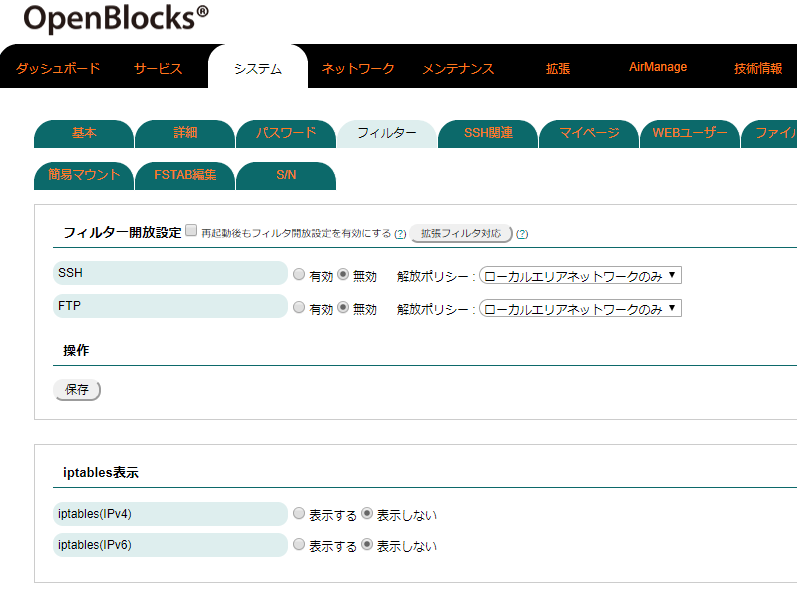 OpenBlocks®
ダッシュボード サービス システム ネットワーク メンテナンス 拡張 AirManage 技術情報
基本 詳細 パスワード フィルター SSH関連 マイページ WEBユーザー ファイル
簡易マウント FSTAB編集 S/N
フィルター開放設定 再起動後もフィルタ開放設定を有効にする (?) 拡張フィルタ対応 (?)
SSH 有効 無効 解放ポリシー : ローカルエリアネットワークのみ ▼
FTP 有効 無効 解放ポリシー : ローカルエリアネットワークのみ ▼
操作
保存
iptables表示
iptables(IPv4) 表示する 表示しない
iptables(IPv6) 表示する 表示しない